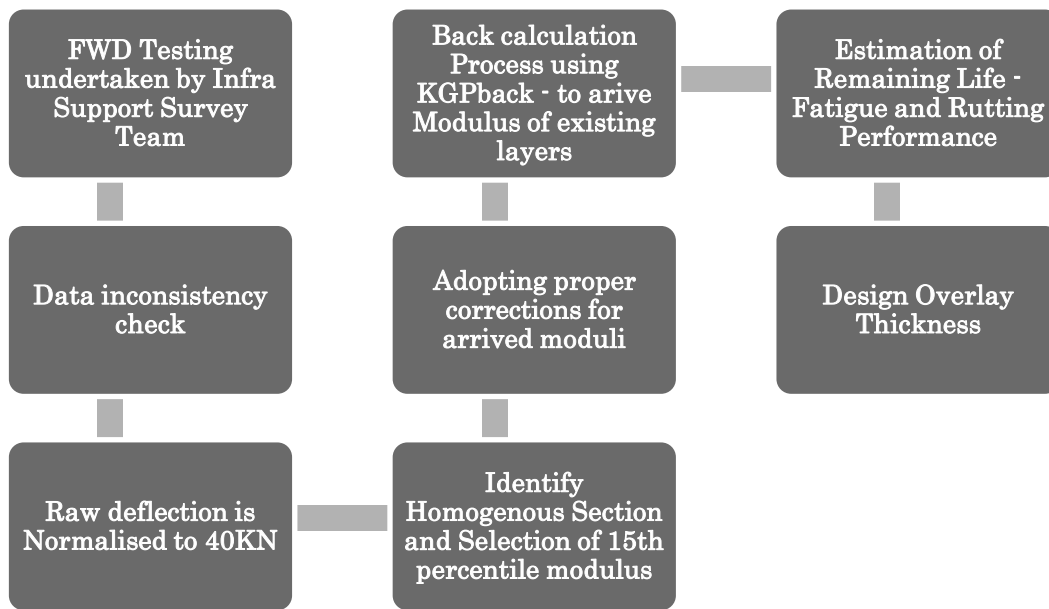 FWD Testing
undertaken by Infra
Support Survey
Team
Data inconsistency
check
Raw deflection is
Normalised to 40KN
Identify
Homogenous Section
and Selection of 15th
percentile modulus
Adopting proper
corrections for
arrived moduli
Back calculation
Process using
KGPback - to arive
Modulus of existing
layers
Estimation of
Remaining Life -
Fatigue and Rutting
Performance
Design Overlay
Thickness